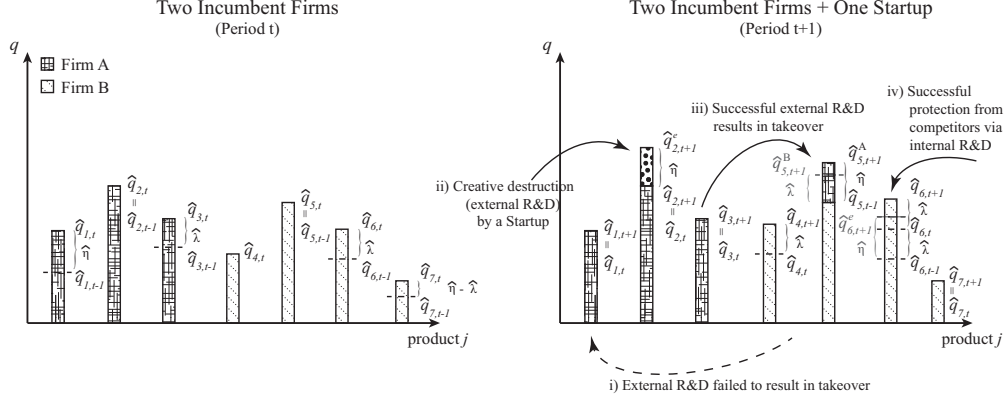 Two Incumbent Firms
(Period t)
q
Firm A
Firm B
q̂2,t
=
q̂2,t-1
q̂1,t
η̂
q̂1,t-1
q̂3,t
λ̂
q̂3,t-1
q̂4,t
q̂5,t
=
q̂5,t-1
q̂6,t
λ̂
q̂6,t-1
q̂7,t
η̂ - λ̂
q̂7,t-1
product j
Two Incumbent Firms + One Startup
(Period t+1)
q
ii) Creative destruction
(external R&D)
by a Startup
iii) Successful external R&D
results in takeover
iv) Successful
protection from
competitors via
internal R&D
q̂1,t+1
=
q̂1,t
q̂ᵉ2,t+1
η̂
q̂2,t+1
=
q̂2,t
q̂3,t+1
=
q̂3,t
q̂4,t+1
λ̂
q̂4,t
q̂ᴮ5,t+1
λ̂
q̂ᴬ5,t+1
η̂
q̂5,t-1
q̂ᵉ6,t+1
η̂
q̂6,t+1
λ̂
q̂6,t
λ̂
q̂6,t-1
q̂7,t+1
=
q̂7,t
product j
i) External R&D failed to result in takeover